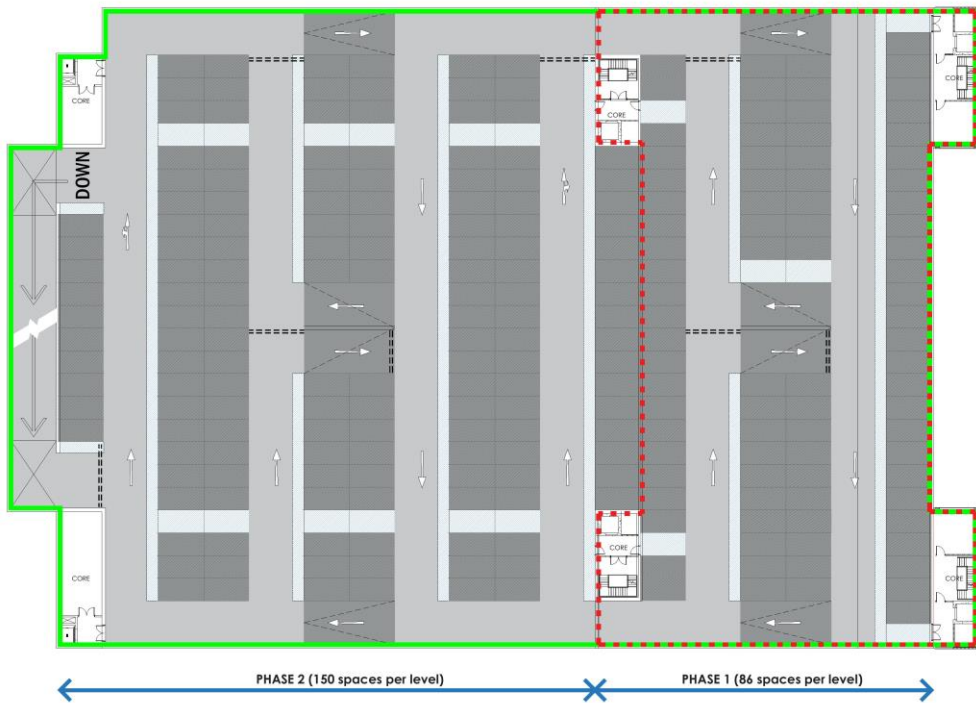 CORE
CORE
CORE
DOWN
CORE
CORE
CORE
PHASE 2 (150 spaces per level)
PHASE 1 (86 spaces per level)